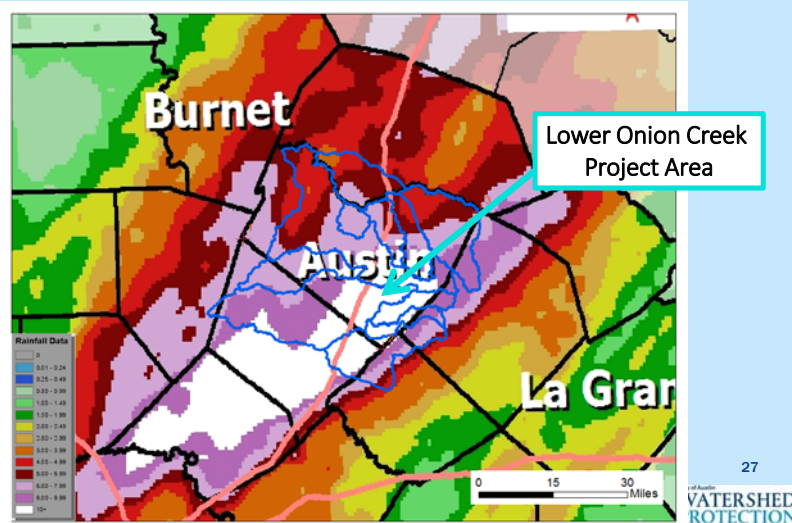 Burnet
Lower Onion Creek
Project Area
Austin
La Gran
Rainfall Data
0
0.01 - 0.24
0.25 - 0.49
0.50 - 0.99
1.00 - 1.49
1.50 - 1.99
2.00 - 2.49
2.50 - 2.99
3.00 - 3.99
4.00 - 4.99
5.00 - 5.99
6.00 - 7.99
8.00 - 9.99
10+
0 15 30
Miles
27
of Austin
WATERSHED
ROTECTION